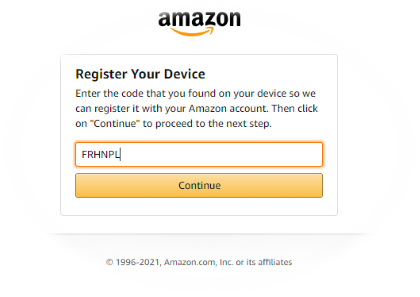 amazon
Register Your Device
Enter the code that you found on your device so we
can register it with your Amazon account. Then click
on "Continue" to proceed to the next step.
FRHNPL
Continue
© 1996-2021, Amazon.com, Inc. or its affiliates